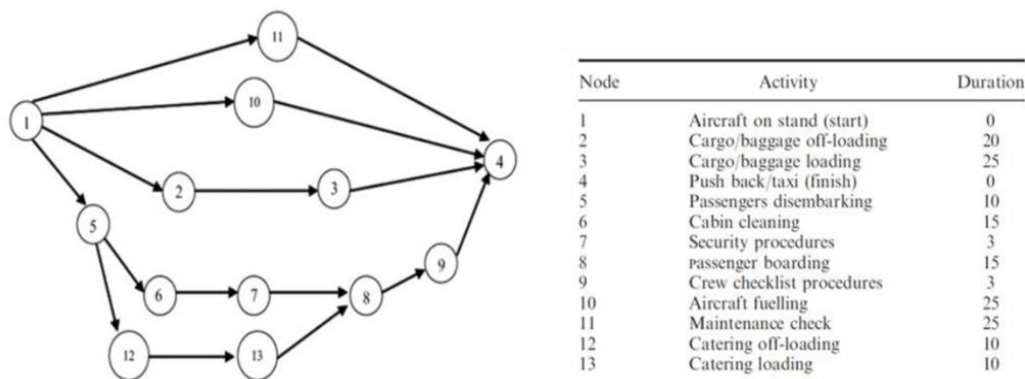 11
10
1
4
2
3
5
9
6
7
8
12
13
Node Activity Duration
1 Aircraft on stand (start) 0
2 Cargo/baggage off-loading 20
3 Cargo/baggage loading 25
4 Push back/taxi (finish) 0
5 Passengers disembarking 10
6 Cabin cleaning 15
7 Security procedures 3
8 Passenger boarding 15
9 Crew checklist procedures 3
10 Aircraft fuelling 25
11 Maintenance check 25
12 Catering off-loading 10
13 Catering loading 10